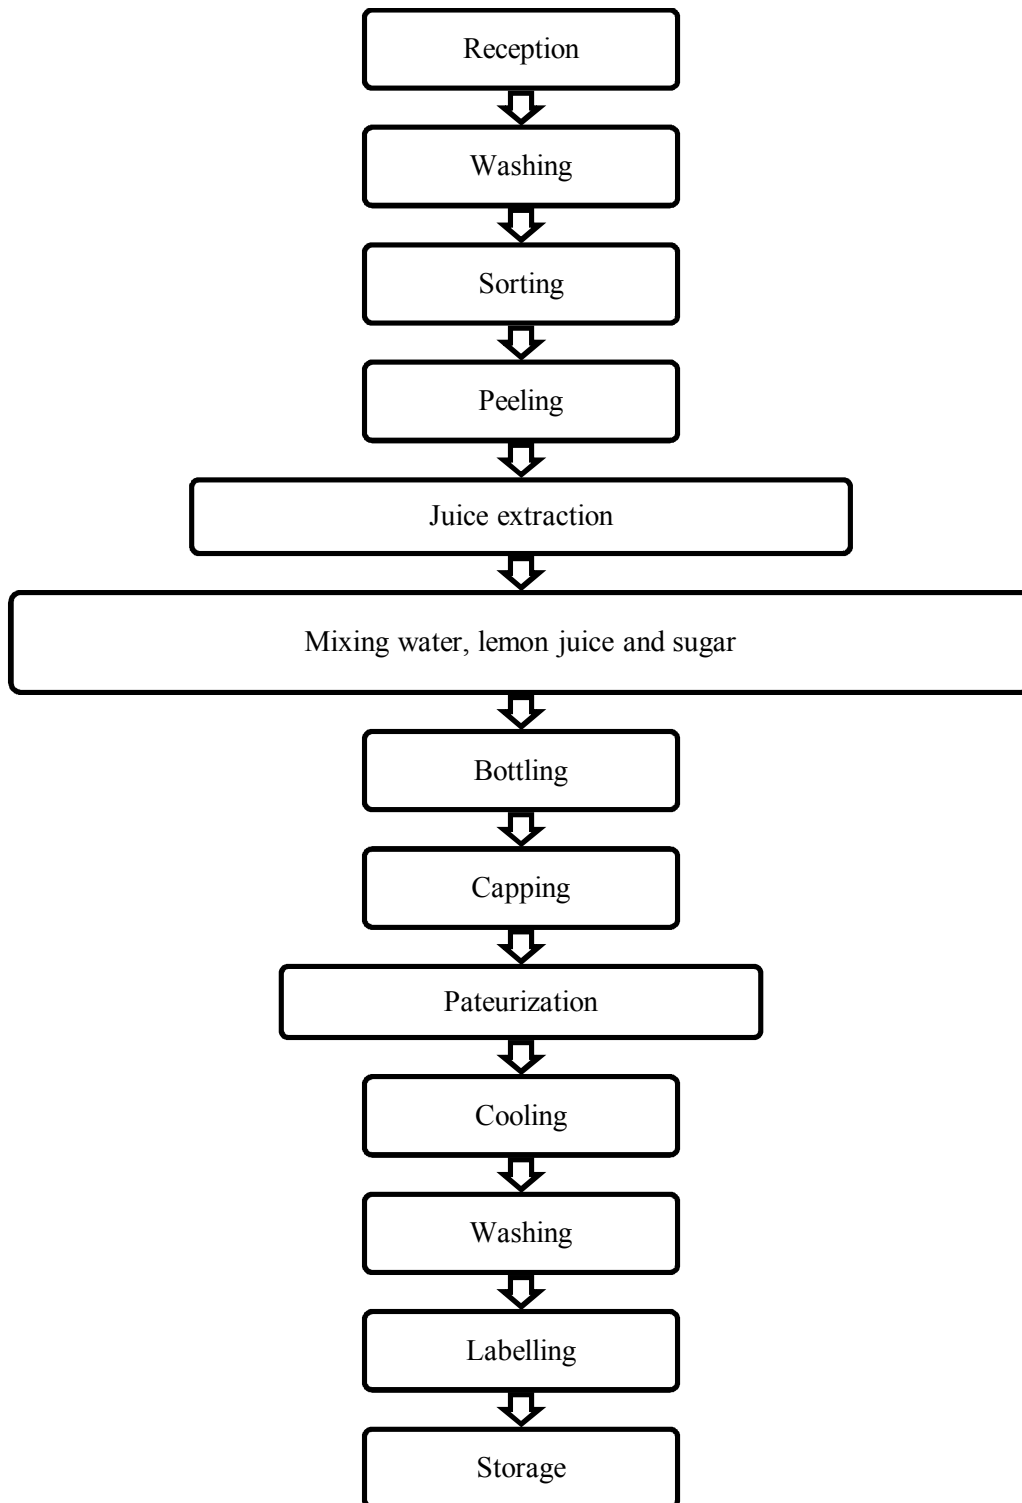 Reception
Washing
Sorting
Peeling
Juice extraction
Mixing water, lemon juice and sugar
Bottling
Capping
Pateurization
Cooling
Washing
Labelling
Storage